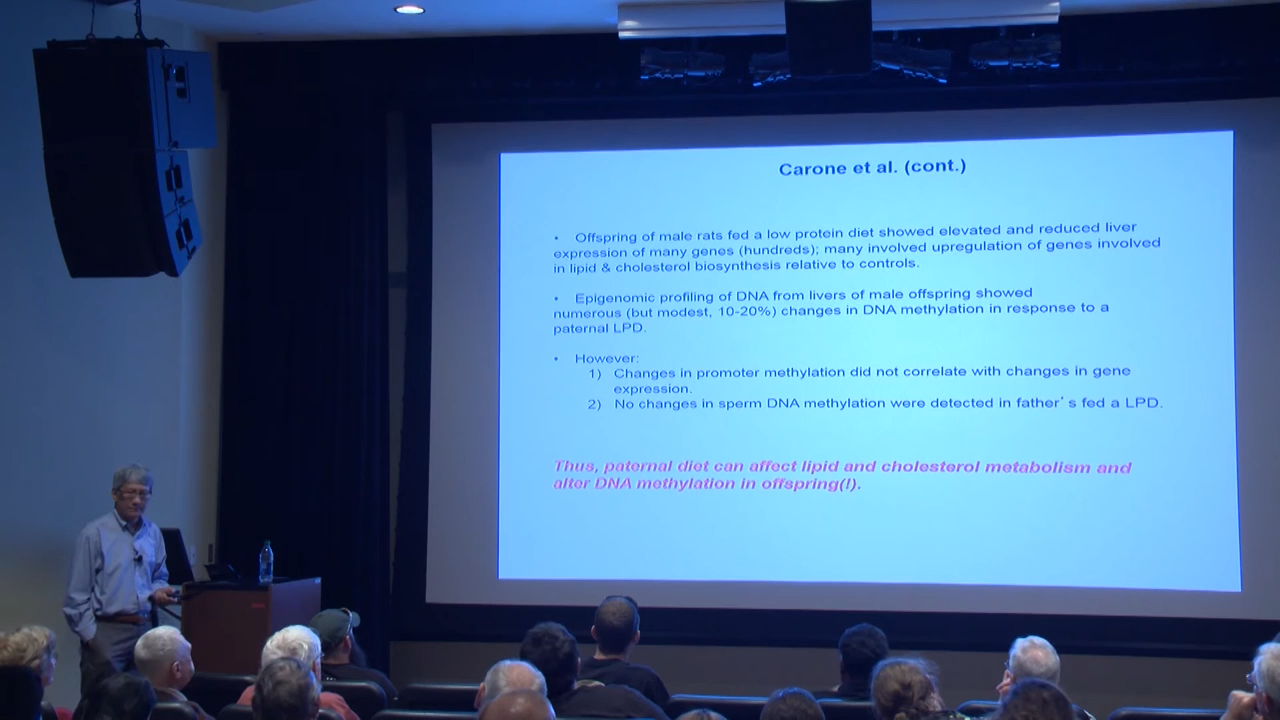 Carone et al. (cont.)
• Offspring of male rats fed a low protein diet showed elevated and reduced liver
expression of many genes (hundreds); many involved upregulation of genes involved
in lipid & cholesterol biosynthesis relative to controls.
• Epigenomic profiling of DNA from livers of male offspring showed
numerous (but modest, 10-20%) changes in DNA methylation in response to a
paternal LPD.
• However:
1) Changes in promoter methylation did not correlate with changes in gene
expression.
2) No changes in sperm DNA methylation were detected in father's fed a LPD.
Thus, paternal diet can affect lipid and cholesterol metabolism and
alter DNA methylation in offspring(!).